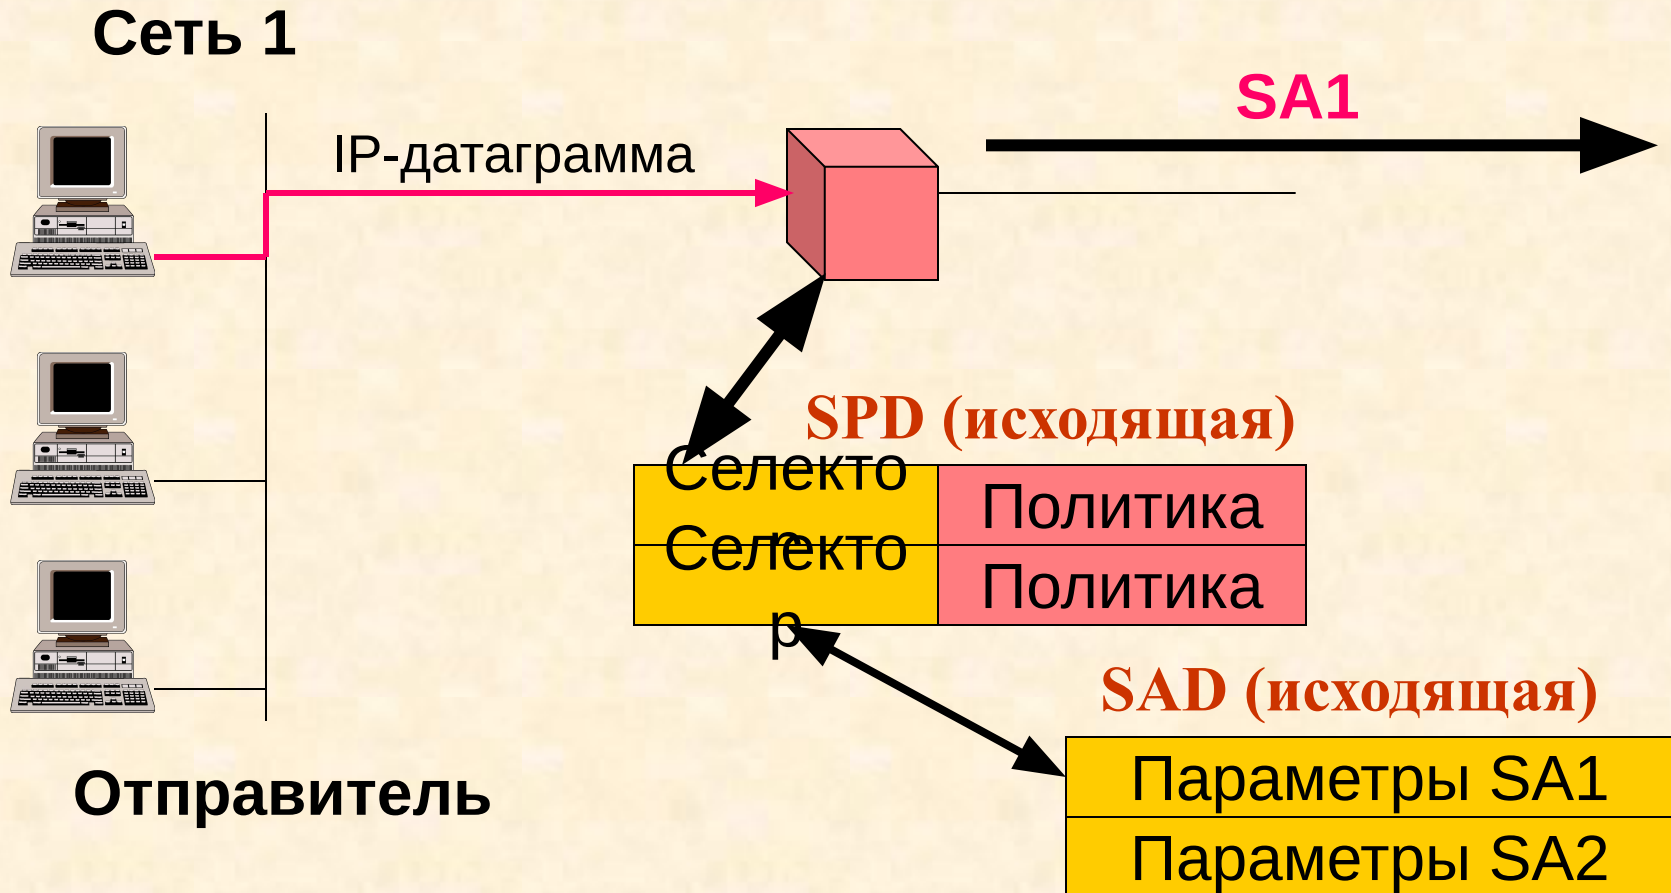 Сеть 1
SA1
IP-датаграмма
SPD (исходящая)
Селекто
р
Политика
Селекто
р
Политика
SAD (исходящая)
Параметры SA1
Отправитель
Параметры SA2